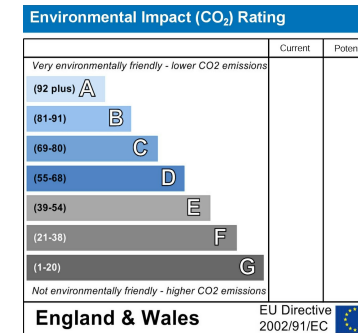 Environmental Impact (CO₂) Rating
Current Poten
Very environmentally friendly - lower CO2 emissions
(92 plus) A
(81-91) B
(69-80) C
(55-68) D
(39-54) E
(21-38) F
(1-20) G
Not environmentally friendly - higher CO2 emissions
England & Wales
EU Directive
2002/91/EC